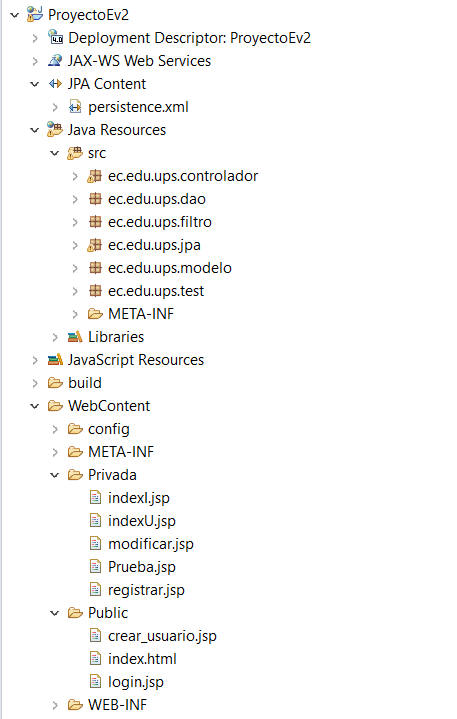 ProyectoEv2
Deployment Descriptor: ProyectoEv2
JAX-WS Web Services
JPA Content
persistence.xml
Java Resources
src
ec.edu.ups.controlador
ec.edu.ups.dao
ec.edu.ups.filtro
ec.edu.ups.jpa
ec.edu.ups.modelo
ec.edu.ups.test
META-INF
Libraries
JavaScript Resources
build
WebContent
config
META-INF
Privada
indexI.jsp
indexU.jsp
modificar.jsp
Prueba.jsp
registrar.jsp
Public
crear_usuario.jsp
index.html
login.jsp
WEB-INF